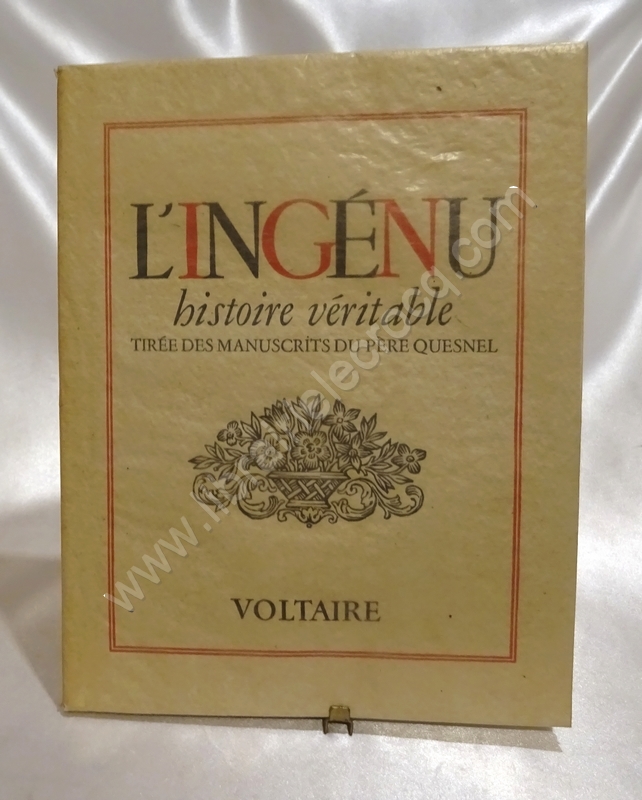 L'INGÉNU
histoire véritable
TIRÉE DES MANUSCRITS DU PÈRE QUESNEL
VOLTAIRE